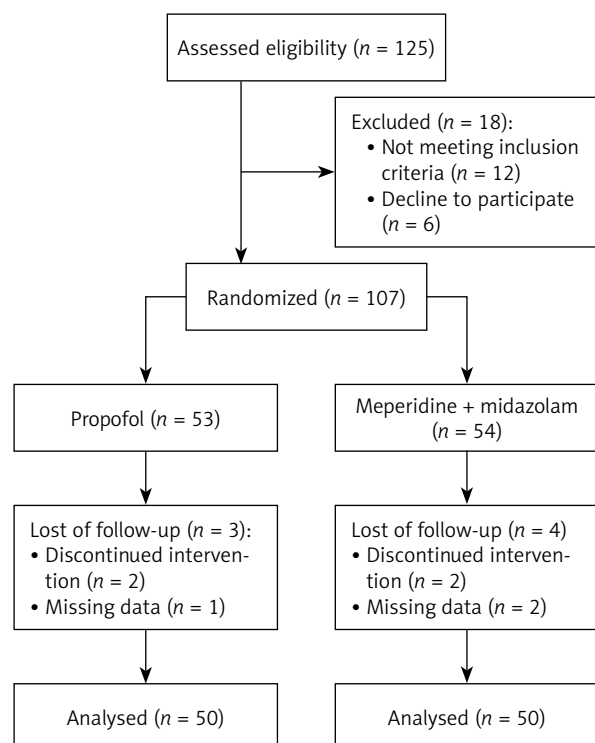 Assessed eligibility (n = 125)
Excluded (n = 18):
• Not meeting inclusion
criteria (n = 12)
• Decline to participate
(n = 6)
Randomized (n = 107)
Propofol (n = 53)
Meperidine + midazolam
(n = 54)
Lost of follow-up (n = 3):
• Discontinued interven-
tion (n = 2)
• Missing data (n = 1)
Lost of follow-up (n = 4)
• Discontinued interven-
tion (n = 2)
• Missing data (n = 2)
Analysed (n = 50)
Analysed (n = 50)